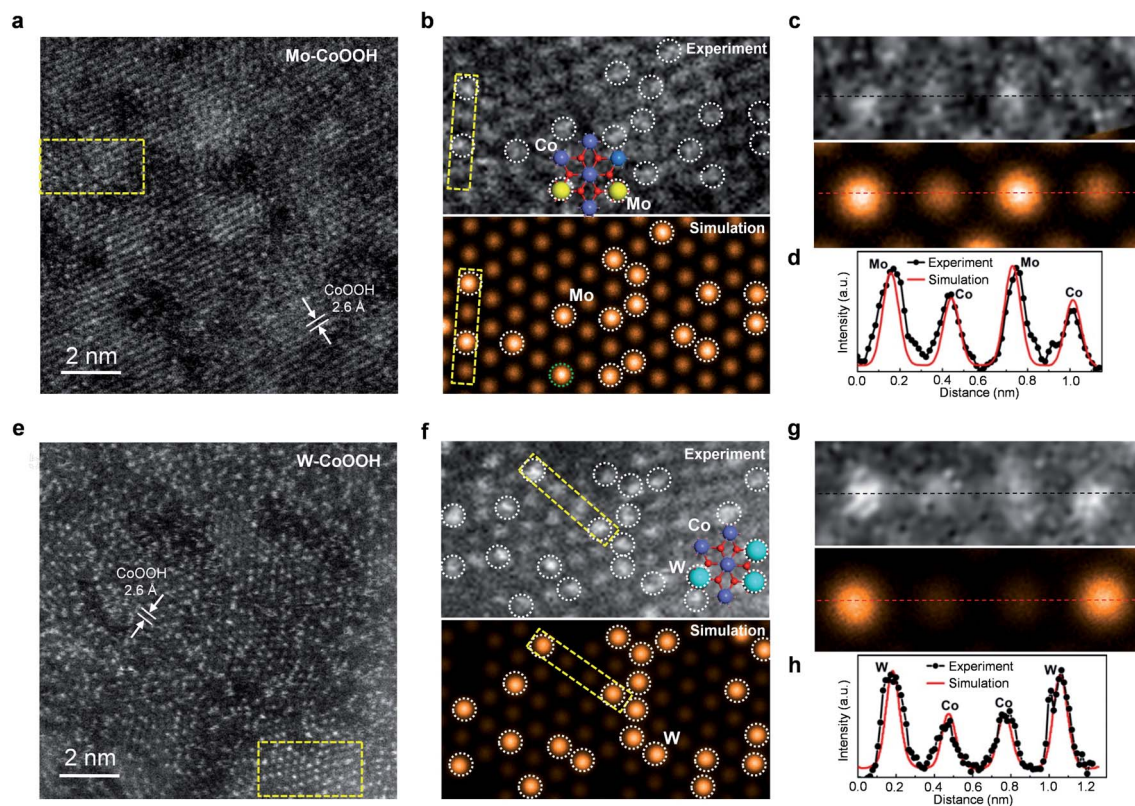 a
Mo-CoOOH
CoOOH
2.6 Å
2 nm
b
Experiment
Co
Mo
Simulation
Mo
c
d
Mo
Experiment
Simulation
Mo
Co
Co
Intensity (a.u.)
0.0 0.2 0.4 0.6 0.8 1.0
Distance (nm)
e
W-CoOOH
CoOOH
2.6 Å
2 nm
f
Experiment
Co
W
Simulation
W
g
h
W
Experiment
Simulation
W
Co
Co
Intensity (a.u.)
0.0 0.2 0.4 0.6 0.8 1.0 1.2
Distance (nm)